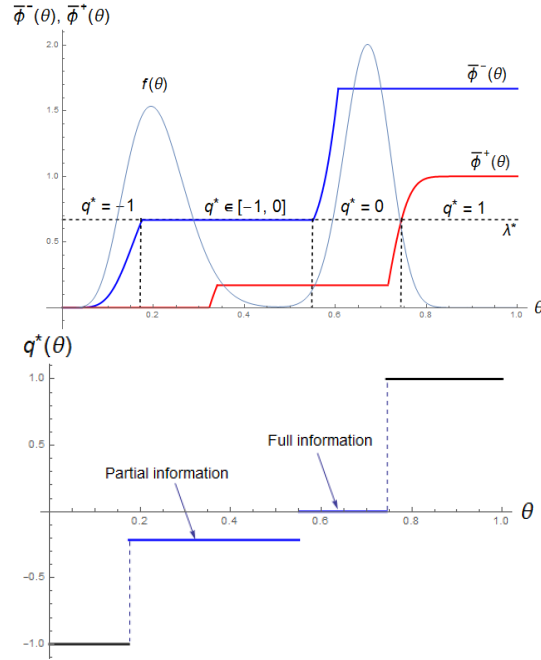 ϕ̅⁻(θ), ϕ̅⁺(θ)
2.0
f(θ)
ϕ̅⁻(θ)
1.5
1.0
ϕ̅⁺(θ)
q* = -1
q* ∈ [-1, 0]
q* = 0
q* = 1
λ*
0.5
0.2
0.4
0.6
0.8
1.0
θ
q*(θ)
1.0
0.5
Full information
Partial information
0.2
0.4
0.6
0.8
1.0
θ
-0.5
-1.0